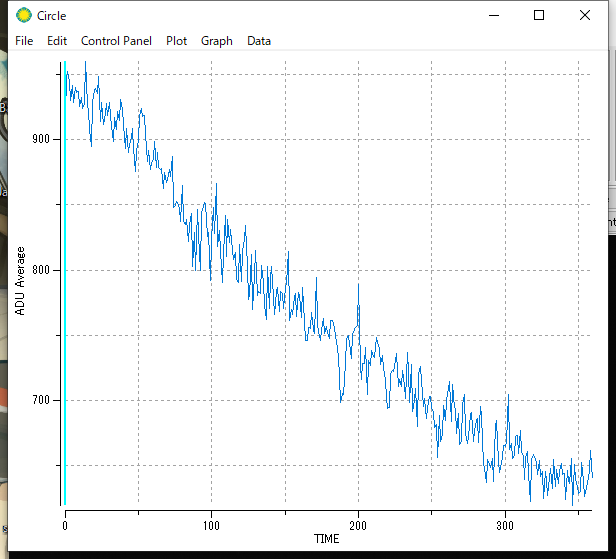 Circle
File Edit Control Panel Plot Graph Data
ADU Average
900
800
700
0 100 200 300
TIME